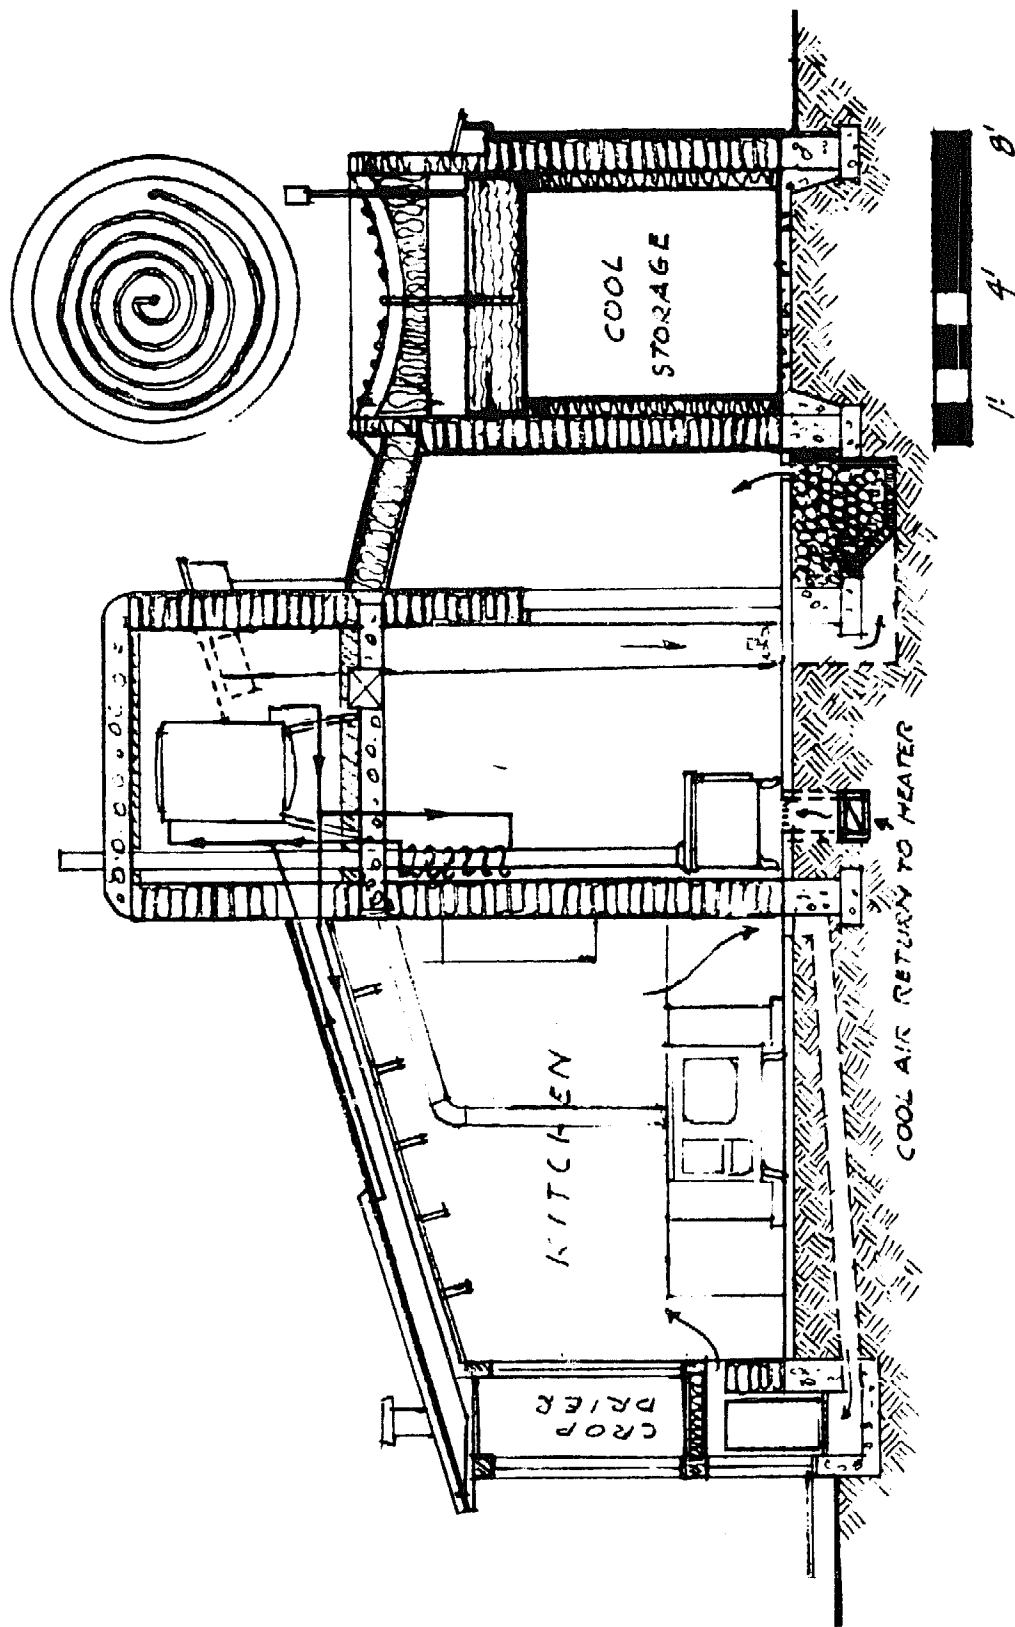 COOL
STORAGE
KITCHEN
CROP
DRIER
COOL AIR RETURN TO HEATER
1' 4' 8'